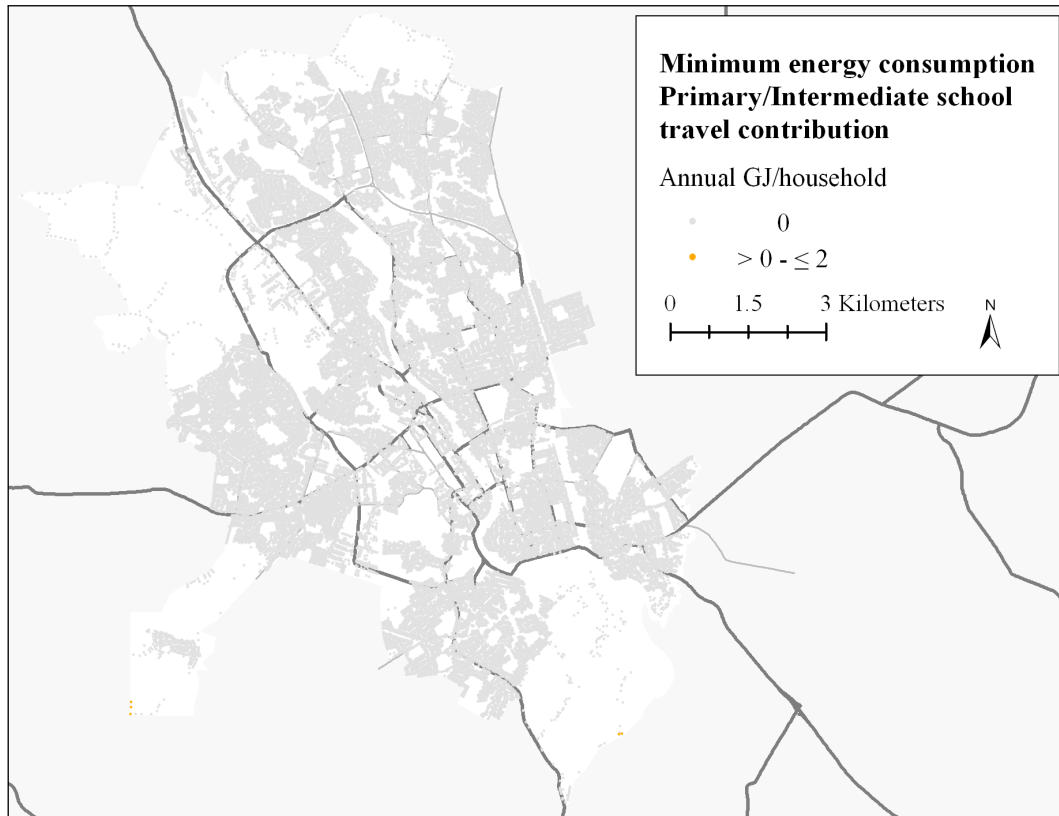 Minimum energy consumption
Primary/Intermediate school
travel contribution
Annual GJ/household
0
> 0 - ≤ 2
0 1.5 3 Kilometers
N